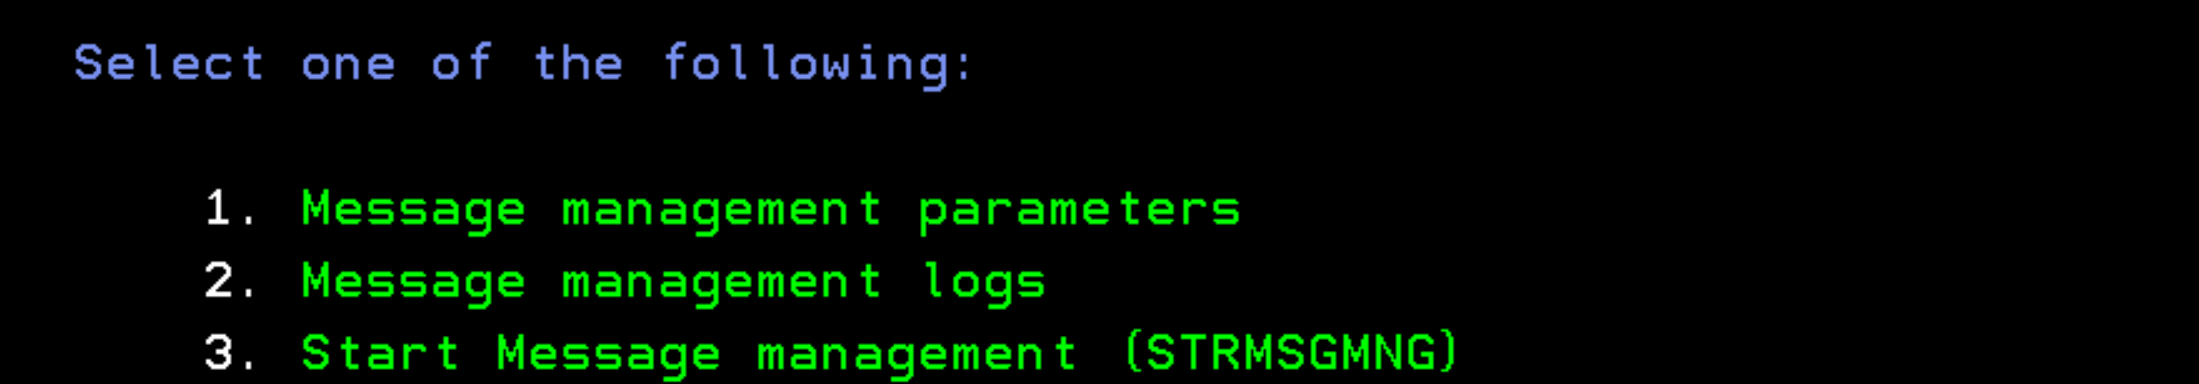 Select one of the following:
1. Message management parameters
2. Message management logs
3. Start Message management (STRMSGMNG)